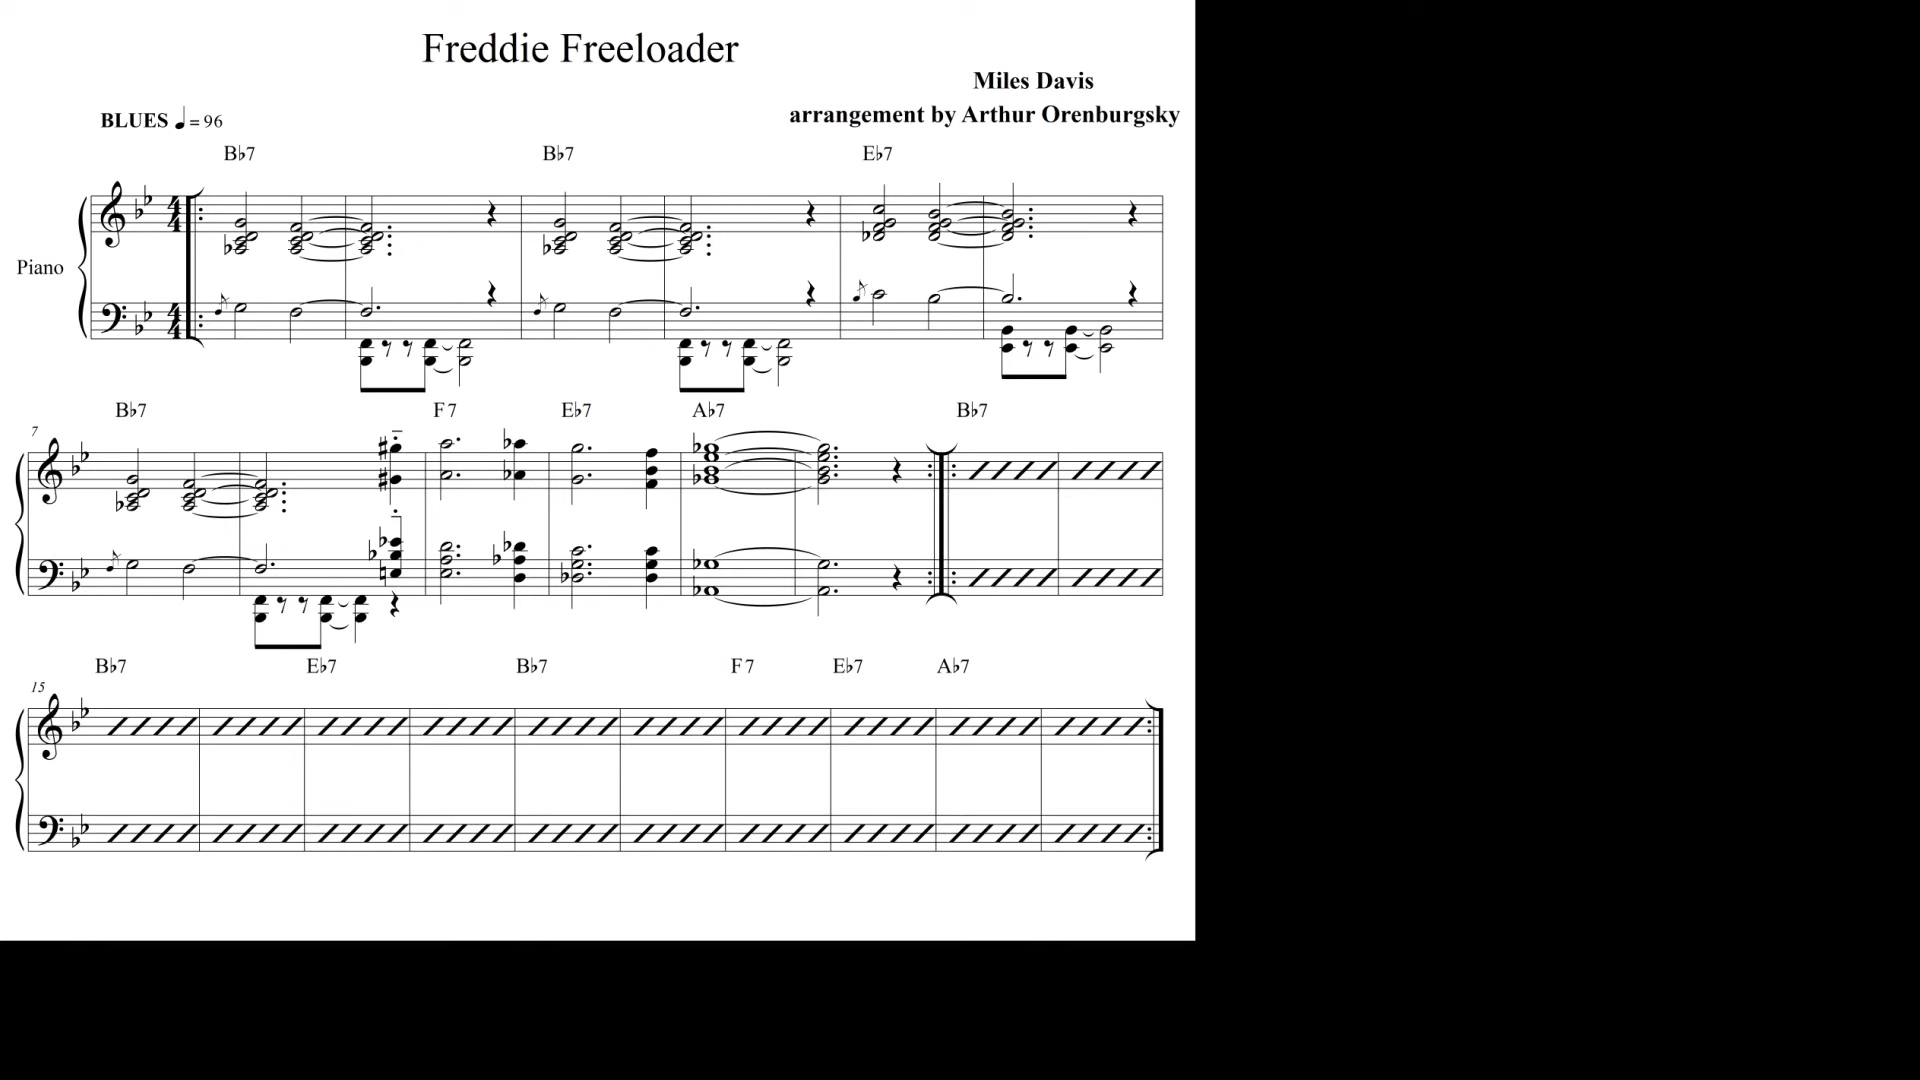 Freddie Freeloader
Miles Davis
arrangement by Arthur Orenburgsky
BLUES ♩ = 96
B♭7 B♭7 E♭7
Piano
B♭7 F7 E♭7 A♭7 B♭7
7
B♭7 E♭7 B♭7 F7 E♭7 A♭7
15